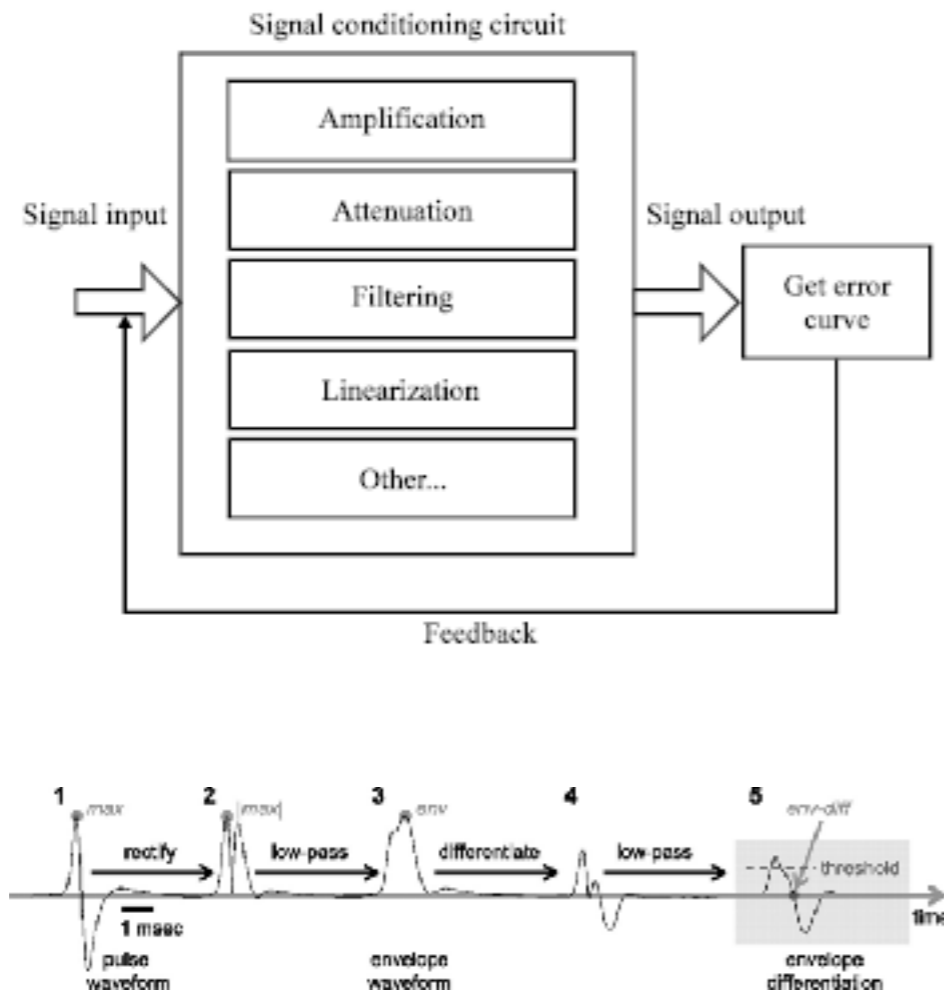 Signal conditioning circuit
Amplification
Attenuation
Signal input
Signal output
Filtering
Get error
curve
Linearization
Other...
Feedback
1
max
2
|max|
3
env
4
5
env-diff
rectify
low-pass
differentiate
low-pass
threshold
1 msec
time
pulse
waveform
envelope
waveform
envelope
differentiation